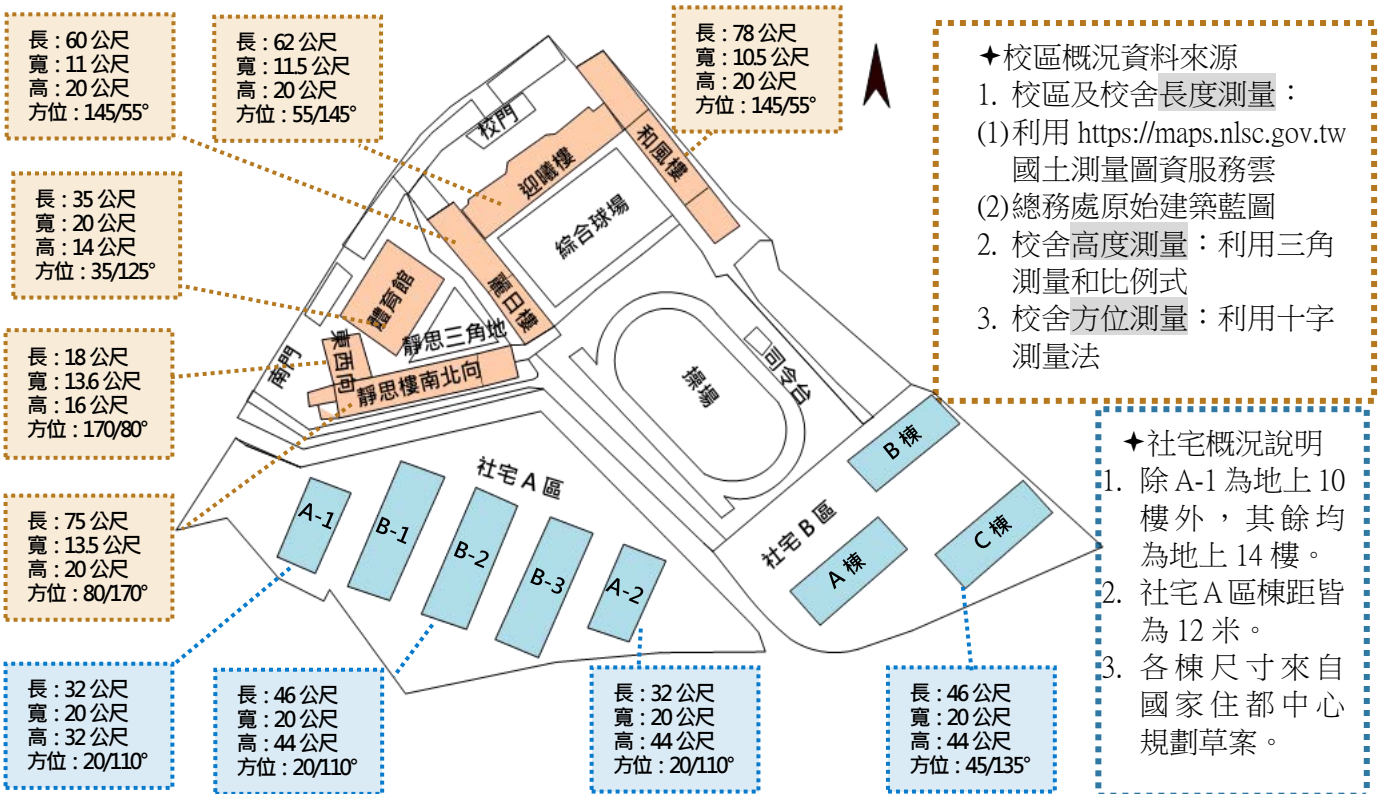 長：60 公尺
寬：11 公尺
高：20 公尺
方位：145/55°
長：62 公尺
寬：11.5 公尺
高：20 公尺
方位：55/145°
長：78 公尺
寬：10.5 公尺
高：20 公尺
方位：145/55°
長：35 公尺
寬：20 公尺
高：14 公尺
方位：35/125°
長：18 公尺
寬：13.6 公尺
高：16 公尺
方位：170/80°
長：75 公尺
寬：13.5 公尺
高：20 公尺
方位：80/170°
校門
迎曦樓
和風樓
綜合球場
麗日樓
體育館
靜思三角地
東西向
靜思樓南北向
南門
操場
司令台
社宅 A 區
A-1
B-1
B-2
B-3
A-2
社宅 B 區
B 棟
A 棟
C 棟
長：32 公尺
寬：20 公尺
高：32 公尺
方位：20/110°
長：46 公尺
寬：20 公尺
高：44 公尺
方位：20/110°
長：32 公尺
寬：20 公尺
高：44 公尺
方位：20/110°
長：46 公尺
寬：20 公尺
高：44 公尺
方位：45/135°
✦校區概況資料來源
1. 校區及校舍長度測量：
(1)利用 https://maps.nlsc.gov.tw
國土測量圖資服務雲
(2)總務處原始建築藍圖
2. 校舍高度測量：利用三角
測量和比例式
3. 校舍方位測量：利用十字
測量法
✦社宅概況說明
1. 除 A-1 為地上 10
樓外，其餘均
為地上 14 樓。
2. 社宅 A 區棟距皆
為 12 米。
3. 各棟尺寸來自
國家住都中心
規劃草案。